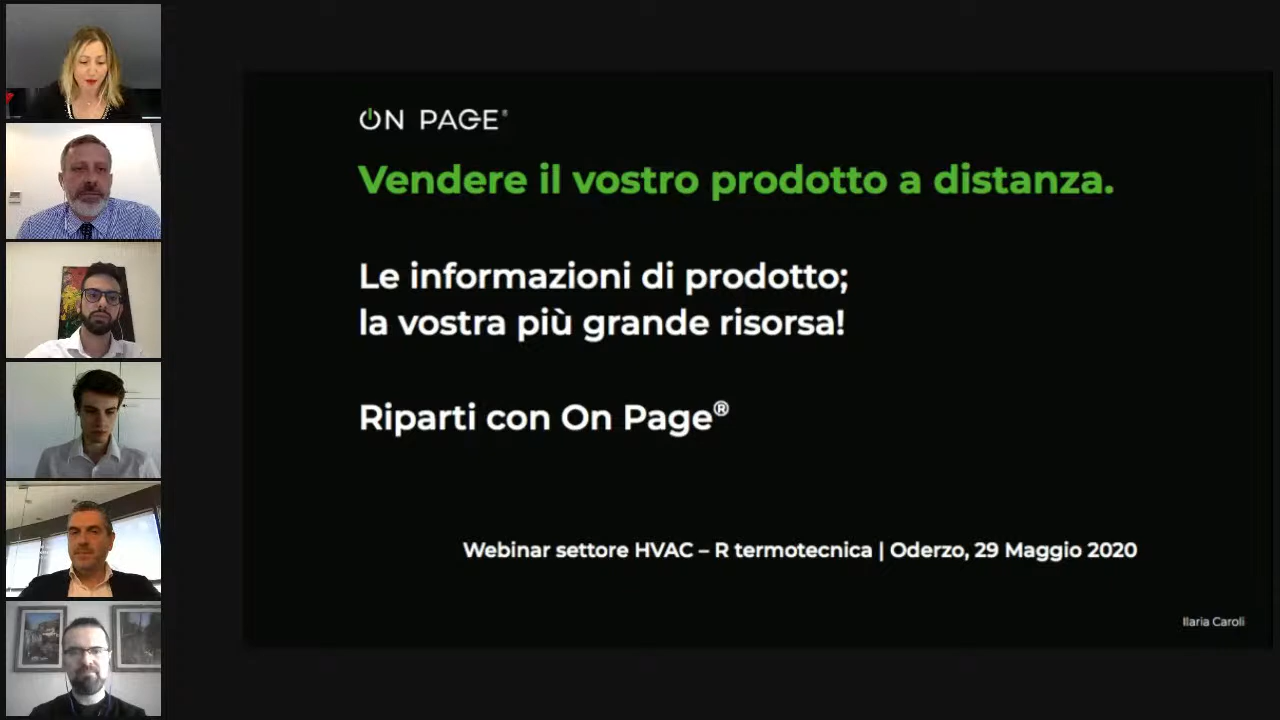 ON PAGE®
Vendere il vostro prodotto a distanza.
Le informazioni di prodotto;
la vostra più grande risorsa!
Riparti con On Page®
Webinar settore HVAC – R termotecnica | Oderzo, 29 Maggio 2020
Ilaria Caroli